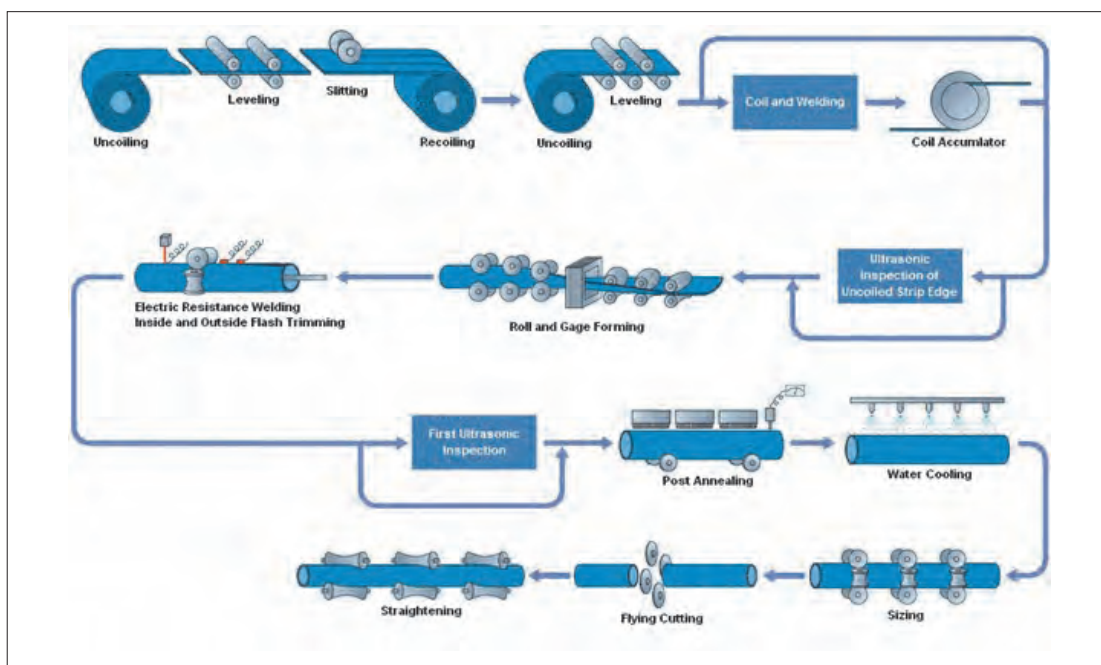 Uncoiling
Leveling
Slitting
Recoiling
Uncoiling
Leveling
Coil and Welding
Coil Accumlator
Ultrasonic
Inspection of
Uncoiled Strip Edge
Roll and Gage Forming
Electric Resistance Welding
Inside and Outside Flash Trimming
First Ultrasonic
Inspection
Post Annealing
Water Cooling
Sizing
Flying Cutting
Straightening